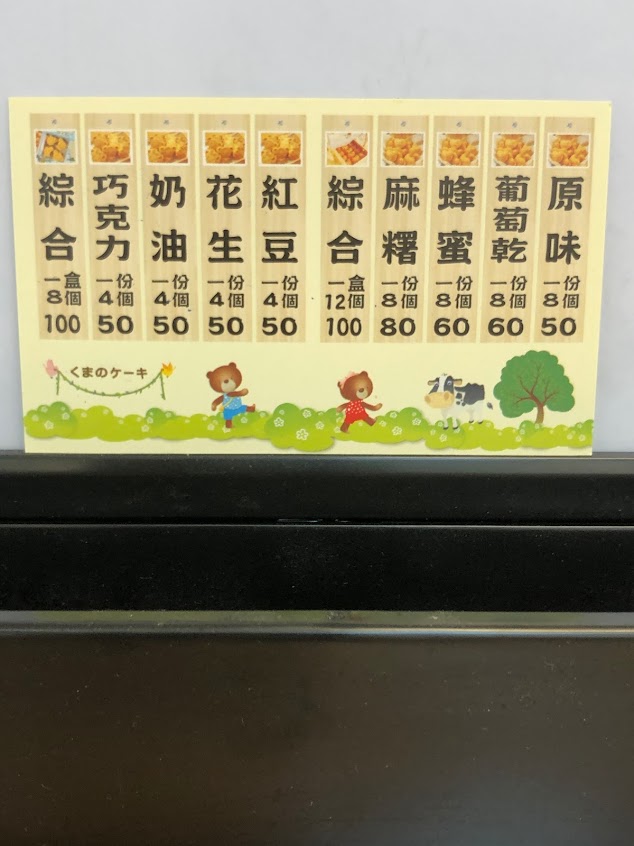 原味 一份8個 50
葡萄乾 一份8個 60
蜂蜜 一份8個 60
麻糬 一份8個 80
綜合 一盒12個 100
紅豆 一份4個 50
花生 一份4個 50
奶油 一份4個 50
巧克力 一份4個 50
綜合 一盒8個 100
くまのケーキ